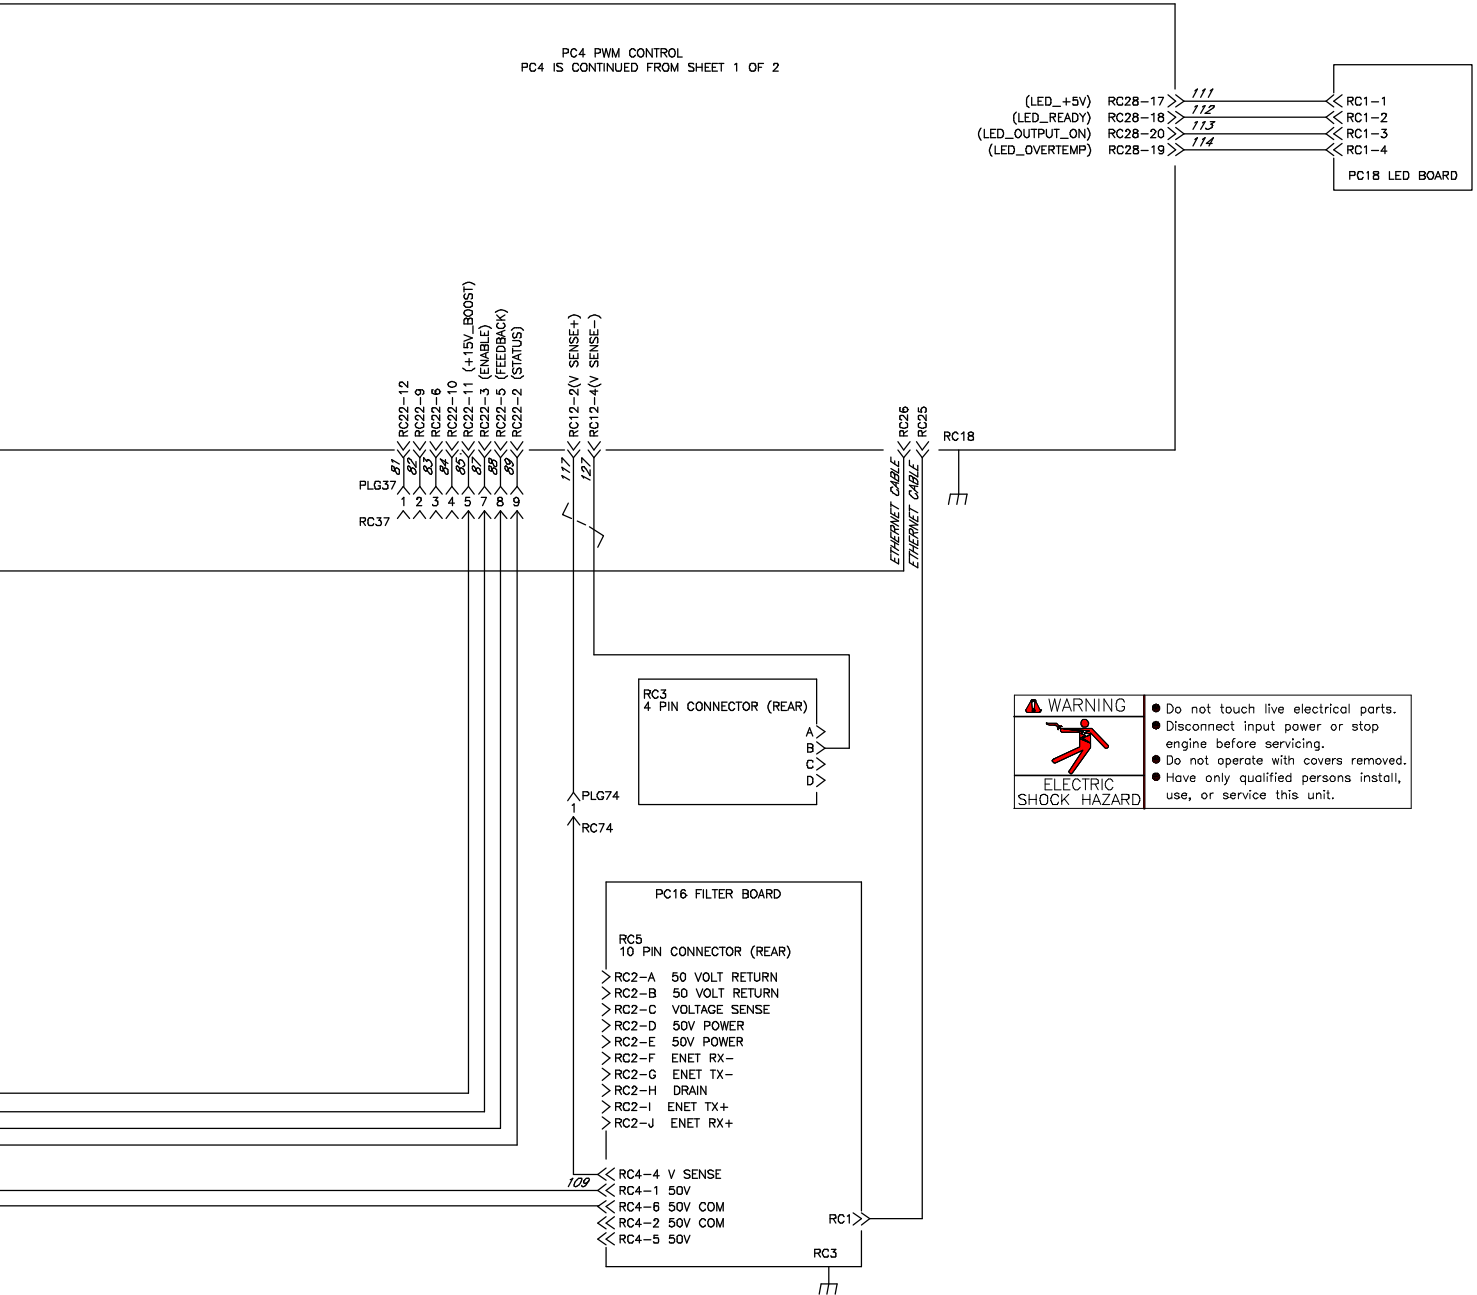 PC4 PWM CONTROL
PC4 IS CONTINUED FROM SHEET 1 OF 2
(LED_+5V) RC28-17 111 RC1-1
(LED_READY) RC28-18 112 RC1-2
(LED_OUTPUT_ON) RC28-20 113 RC1-3
(LED_OVERTEMP) RC28-19 114 RC1-4
PC18 LED BOARD
RC22-12
RC22-9
RC22-6
RC22-10
RC22-11 (+15V_BOOST)
RC22-3 (ENABLE)
RC22-5 (FEEDBACK)
RC22-2 (STATUS)
RC12-2(V SENSE+)
RC12-4(V SENSE-)
RC26
RC25
RC18
81
82
83
84
85
87
88
89
117
127
ETHERNET CABLE
ETHERNET CABLE
PLG37
1 2 3 4 5 7 8 9
RC37
RC3
4 PIN CONNECTOR (REAR)
A
B
C
D
PLG74
1
RC74
WARNING
ELECTRIC
SHOCK HAZARD
Do not touch live electrical parts.
Disconnect input power or stop
engine before servicing.
Do not operate with covers removed.
Have only qualified persons install,
use, or service this unit.
PC16 FILTER BOARD
RC5
10 PIN CONNECTOR (REAR)
RC2-A 50 VOLT RETURN
RC2-B 50 VOLT RETURN
RC2-C VOLTAGE SENSE
RC2-D 50V POWER
RC2-E 50V POWER
RC2-F ENET RX-
RC2-G ENET TX-
RC2-H DRAIN
RC2-I ENET TX+
RC2-J ENET RX+
RC4-4 V SENSE
109
RC4-1 50V
RC4-6 50V COM
RC4-2 50V COM
RC4-5 50V
RC1
RC3